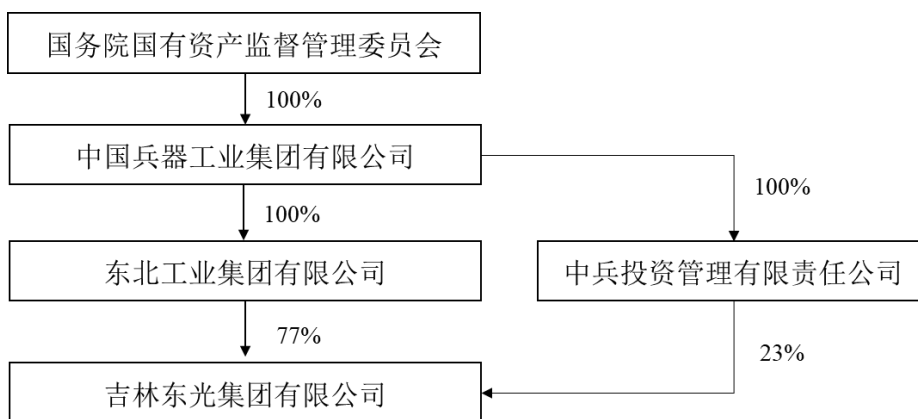 国务院国有资产监督管理委员会
100%
中国兵器工业集团有限公司
100%
100%
东北工业集团有限公司
中兵投资管理有限责任公司
77%
23%
吉林东光集团有限公司